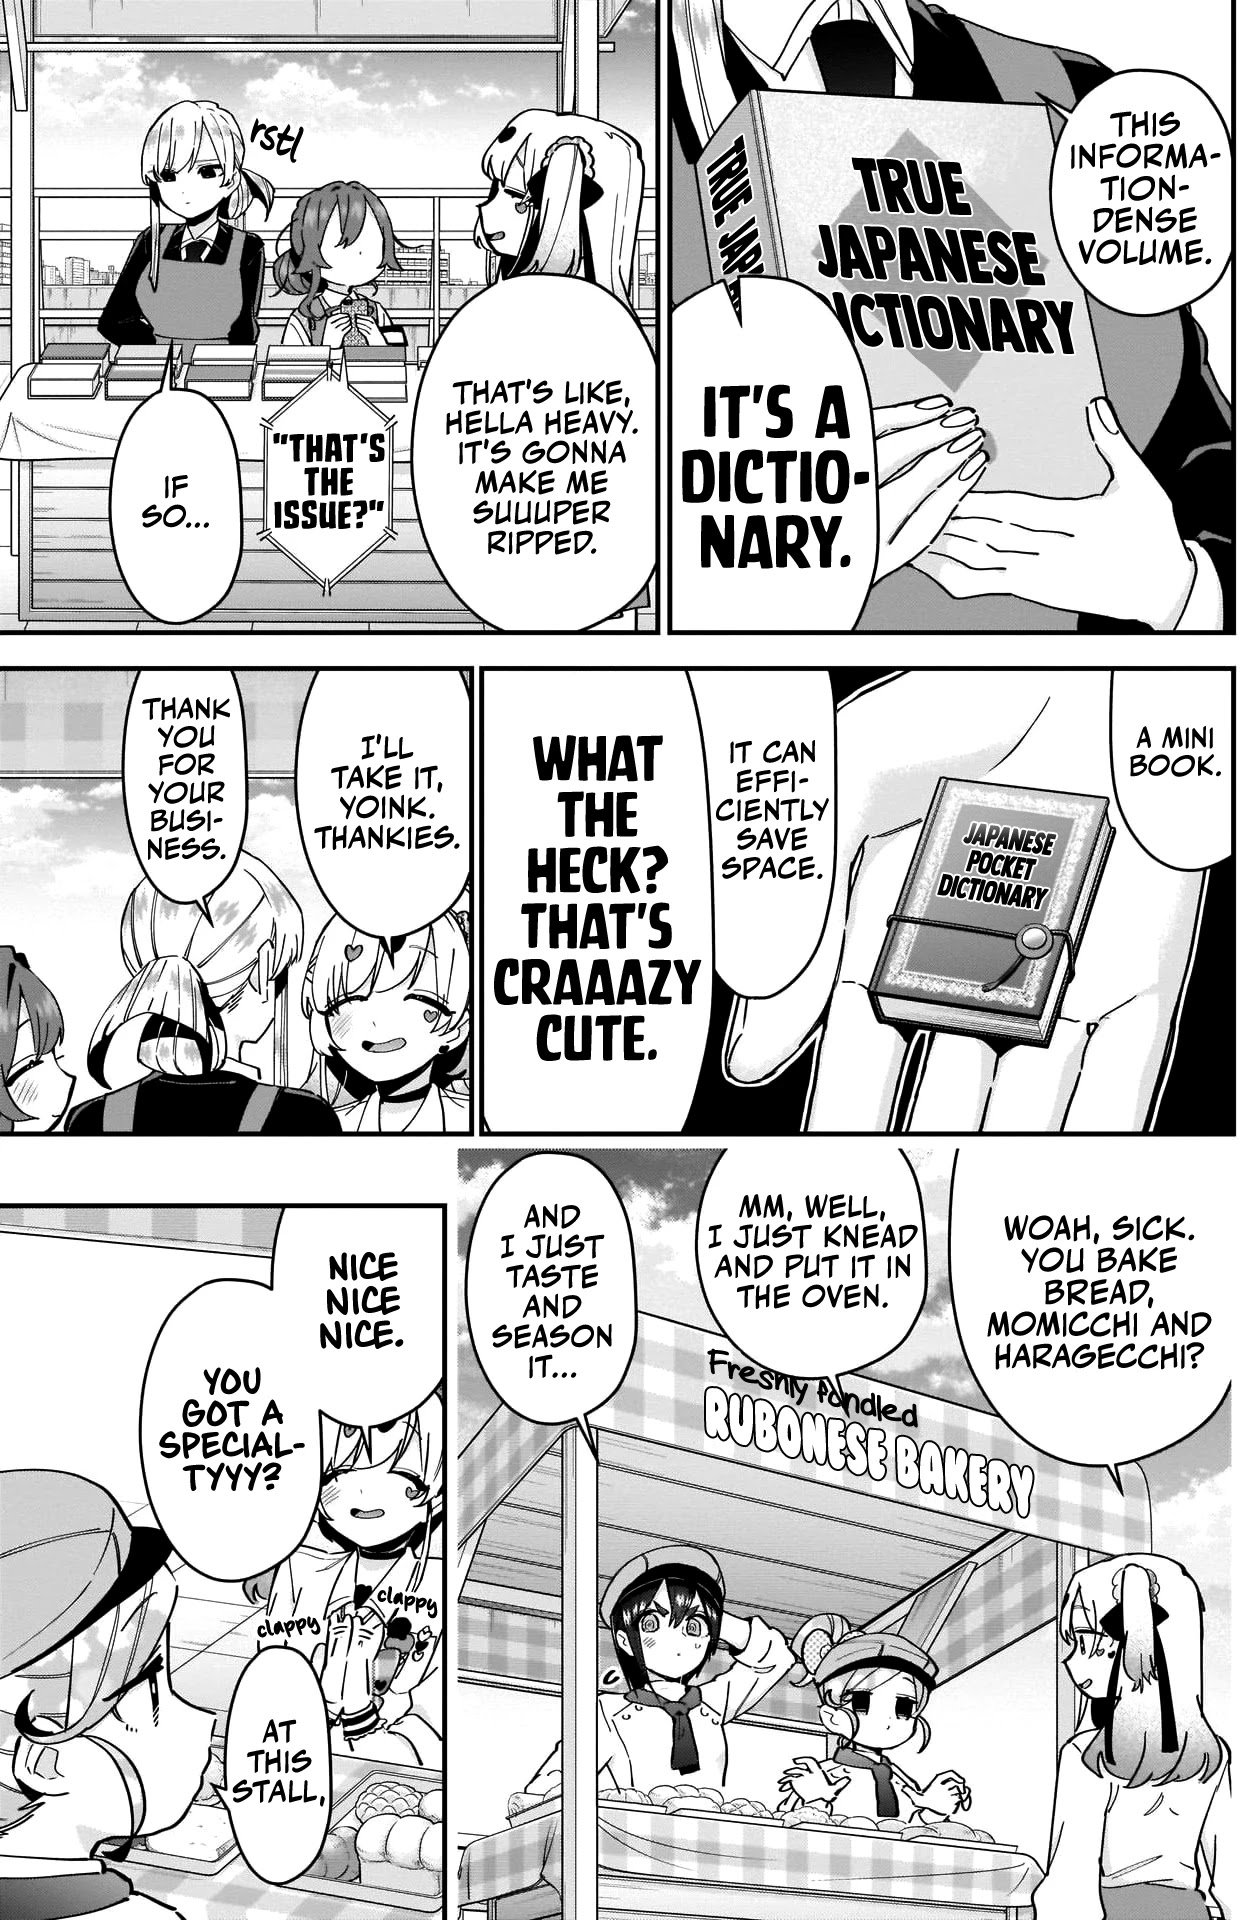 THIS
INFORMA-
TION-
DENSE
VOLUME.
TRUE
JAPANESE
DICTIONARY
TRUE JAPA
IT'S A
DICTIO-
NARY.
THAT'S LIKE,
HELLA HEAVY.
IT'S GONNA
MAKE ME
SUUUPER
RIPPED.
rstl
"THAT'S
THE
ISSUE?"
IF
SO...
A MINI
BOOK.
JAPANESE
POCKET
DICTIONARY
IT CAN
EFFI-
CIENTLY
SAVE
SPACE.
WHAT
THE
HECK?
THAT'S
CRAAAZY
CUTE.
I'LL
TAKE IT,
YOINK.
THANKIES.
THANK
YOU
FOR
YOUR
BUSI-
NESS.
WOAH, SICK.
YOU BAKE
BREAD,
MOMICCHI AND
HARAGECCHI?
MM, WELL,
I JUST KNEAD
AND PUT IT IN
THE OVEN.
AND
I JUST
TASTE
AND
SEASON
IT...
Freshly fondled
RUBONESE BAKERY
NICE
NICE
NICE.
YOU
GOT A
SPECIAL-
TYYY?
clappy
clappy
AT
THIS
STALL,